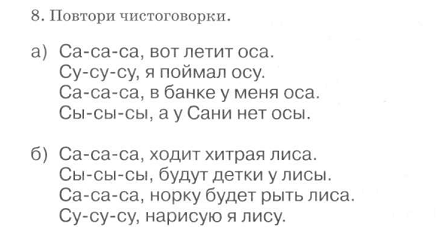 8. Повтори чистоговорки.
а) Са-са-са, вот летит оса.
Су-су-су, я поймал осу.
Са-са-са, в банке у меня оса.
Сы-сы-сы, а у Сани нет осы.
б) Са-са-са, ходит хитрая лиса.
Сы-сы-сы, будут детки у лисы.
Са-са-са, норку будет рыть лиса.
Су-су-су, нарисую я лису.